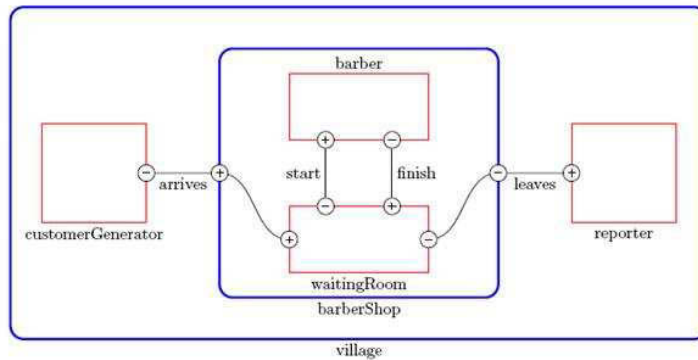 barber
start
finish
arrives
leaves
customerGenerator
reporter
waitingRoom
barberShop
village